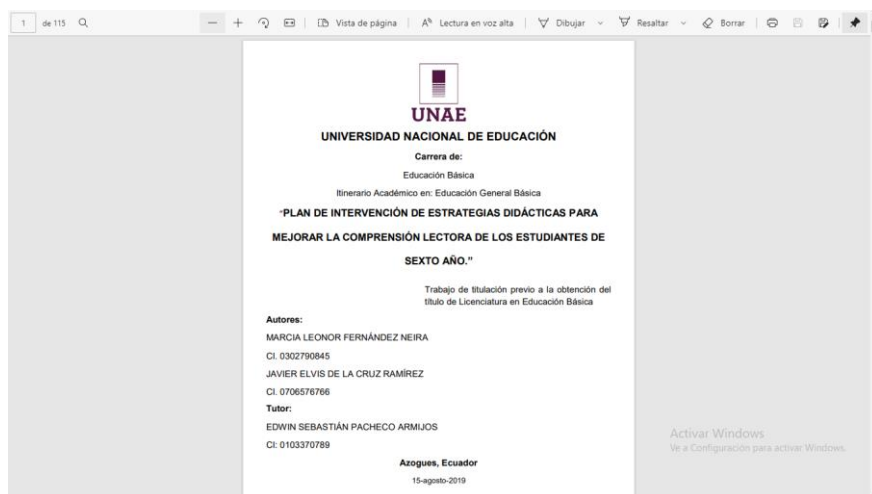 1 de 115 Vista de página Lectura en voz alta Dibujar Resaltar Borrar
UNAE
UNIVERSIDAD NACIONAL DE EDUCACIÓN
Carrera de:
Educación Básica
Itinerario Académico en: Educación General Básica
“PLAN DE INTERVENCIÓN DE ESTRATEGIAS DIDÁCTICAS PARA
MEJORAR LA COMPRENSIÓN LECTORA DE LOS ESTUDIANTES DE
SEXTO AÑO.”
Trabajo de titulación previo a la obtención del
título de Licenciatura en Educación Básica
Autores:
MARCIA LEONOR FERNÁNDEZ NEIRA
CI. 0302790845
JAVIER ELVIS DE LA CRUZ RAMÍREZ
CI. 0706576766
Tutor:
EDWIN SEBASTIÁN PACHECO ARMIJOS
CI: 0103370789
Activar Windows
Ve a Configuración para activar Windows.
Azogues, Ecuador
15-agosto-2019